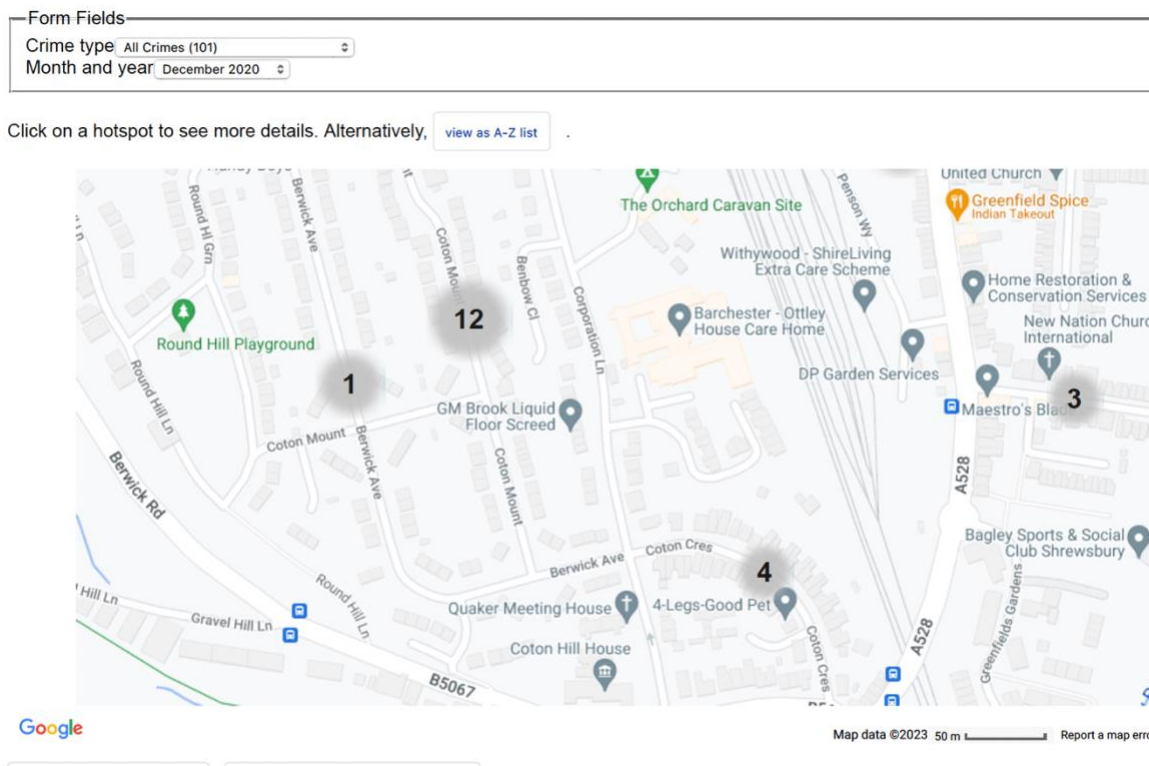 Form Fields
Crime type All Crimes (101)
Month and year December 2020
Click on a hotspot to see more details. Alternatively, view as A-Z list .
United Church
Greenfield Spice
Indian Takeout
Round Hl Grn
Berwick Ave
Coton Mount
Benbow Cl
The Orchard Caravan Site
Penson Wy
Withywood - ShireLiving
Extra Care Scheme
Home Restoration &
Conservation Services
Corporation Ln
12
Barchester - Ottley
House Care Home
New Nation Churc
International
Round Hill Playground
1
DP Garden Services
Round Hill Ln
Maestro's Bla
3
GM Brook Liquid
Floor Screed
Coton Mount
Berwick Ave
Berwick Rd
Coton Mount
A528
Bagley Sports & Social
Club Shrewsbury
Coton Cres
Berwick Ave
4
Hill Ln
Gravel Hill Ln
Round Hill Ln
Quaker Meeting House
4-Legs-Good Pet
Greenfields Gardens
Coton Hill House
Coton Cres
A528
B5067
Google
Map data ©2023 50 m Report a map erro